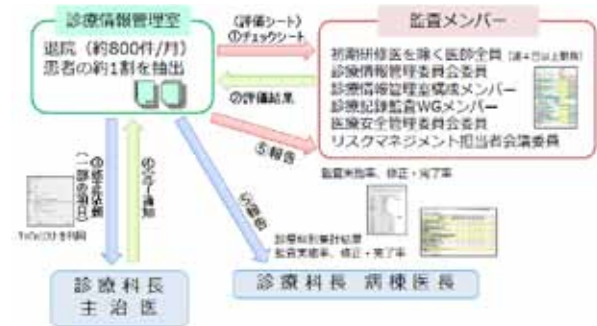 診療情報管理室
退院（約800件/月）
患者の約1割を抽出
（評価シート）
①チェックシート
②評価結果
監査メンバー
初期研修医を除く医師全員
診療情報管理委員会委員
診療情報管理室構成メンバー
診療記録監査WGメンバー
医療安全管理委員会委員
リスクマネジメント担当者会議委員
⑤報告
監査実施率、修正・完了率
③修正依頼
（一部の項目）
診療科別集計結果
監査実施率、修正・完了率
診療科長
主治医
診療科長 病棟医長